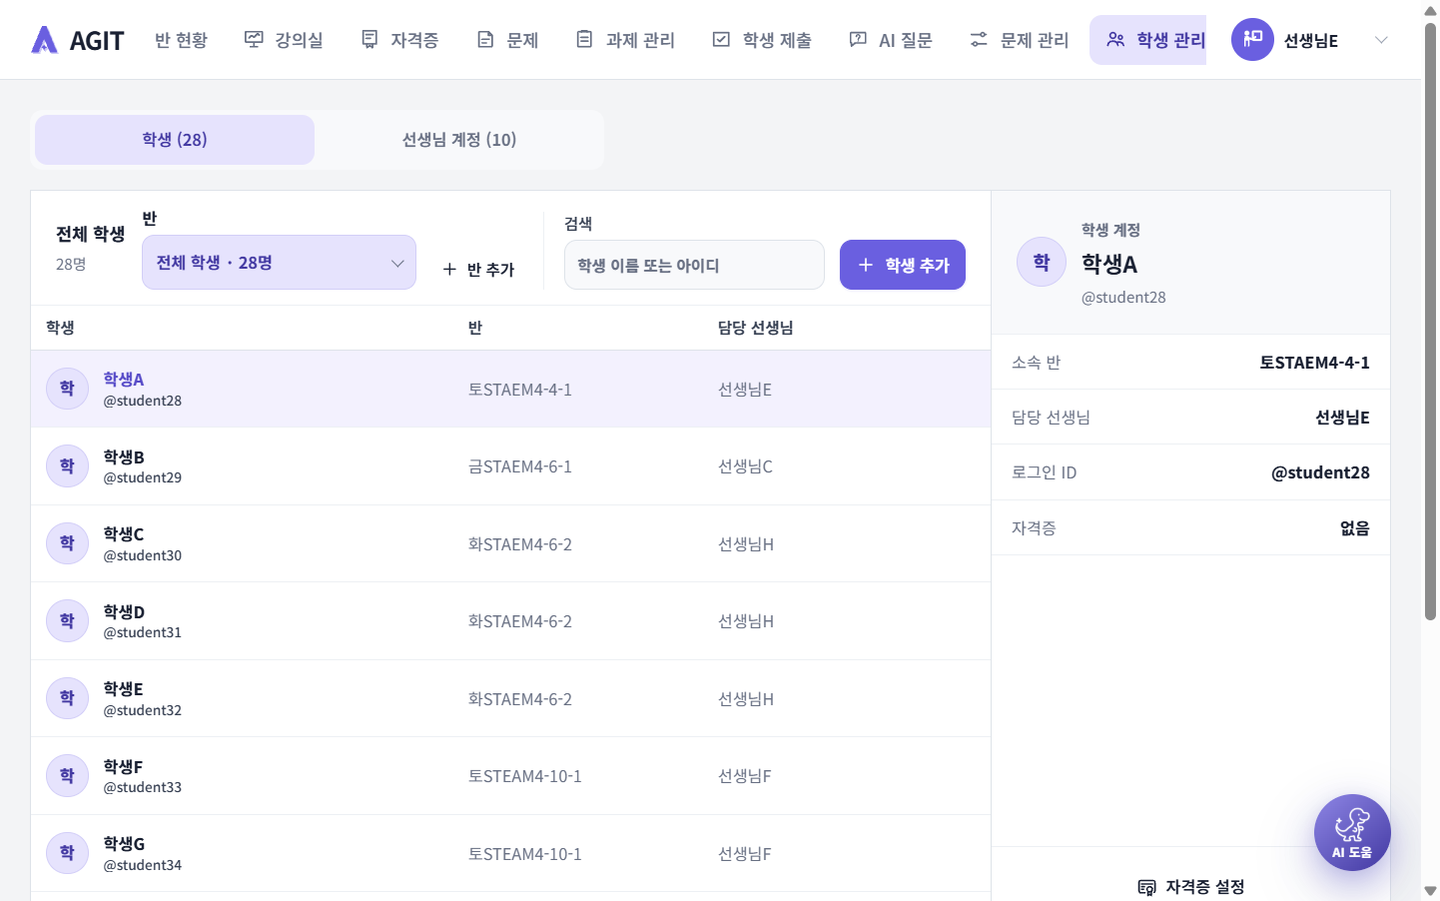 AGIT
반 현황
강의실
자격증
문제
과제 관리
학생 제출
AI 질문
문제 관리
학생 관리
선생님E
학생 (28)
선생님 계정 (10)
전체 학생
28명
반
전체 학생 · 28명
반 추가
검색
학생 이름 또는 아이디
학생 추가
학생
반
담당 선생님
학
학생A
@student28
토STAEM4-4-1
선생님E
학
학생B
@student29
금STAEM4-6-1
선생님C
학
학생C
@student30
화STAEM4-6-2
선생님H
학
학생D
@student31
화STAEM4-6-2
선생님H
학
학생E
@student32
화STAEM4-6-2
선생님H
학
학생F
@student33
토STEAM4-10-1
선생님F
학
학생G
@student34
토STEAM4-10-1
선생님F
학
학생 계정
학생A
@student28
소속 반
토STAEM4-4-1
담당 선생님
선생님E
로그인 ID
@student28
자격증
없음
AI 도움
자격증 설정